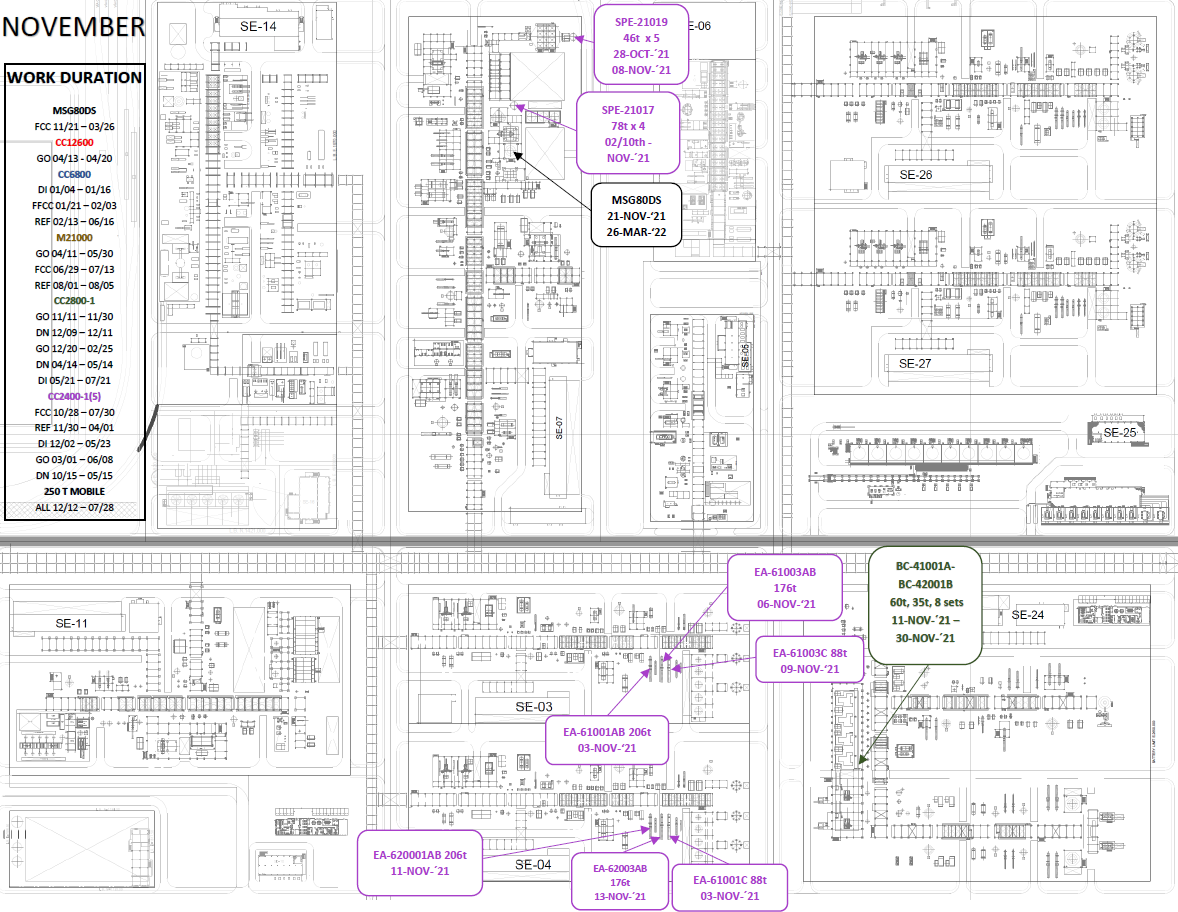 NOVEMBER
WORK DURATION
MSG80DS
FCC 11/21 – 03/26
CC12600
GO 04/13 - 04/20
CC6800
DI 01/04 – 01/16
FFCC 01/21 – 02/03
REF 02/13 – 06/16
M21000
GO 04/11 – 05/30
FCC 06/29 – 07/13
REF 08/01 – 08/05
CC2800-1
GO 11/11 – 11/30
DN 12/09 – 12/11
GO 12/20 – 02/25
DN 04/14 – 05/14
DI 05/21 – 07/21
CC2400-1(5)
FCC 10/28 – 07/30
REF 11/30 – 04/01
DI 12/02 – 05/23
GO 03/01 – 06/08
DN 10/15 – 05/15
250 T MOBILE
ALL 12/12 – 07/28
SE-14
SPE-21019
46t x 5
28-OCT-´21
08-NOV-´21
E-06
SPE-21017
78t x 4
02/10th -
NOV-´21
MSG80DS
21-NOV-‘21
26-MAR-‘22
SE-26
SE-27
SE-05
SE-07
SE-25
SE-11
SE-03
SE-04
SE-24
EA-61003AB
176t
06-NOV-‘21
EA-61003C 88t
09-NOV-‘21
EA-61001AB 206t
03-NOV-‘21
BC-41001A-
BC-42001B
60t, 35t, 8 sets
11-NOV-´21 –
30-NOV-´21
EA-620001AB 206t
11-NOV-´21
EA-62003AB
176t
13-NOV-´21
EA-61001C 88t
03-NOV-´21